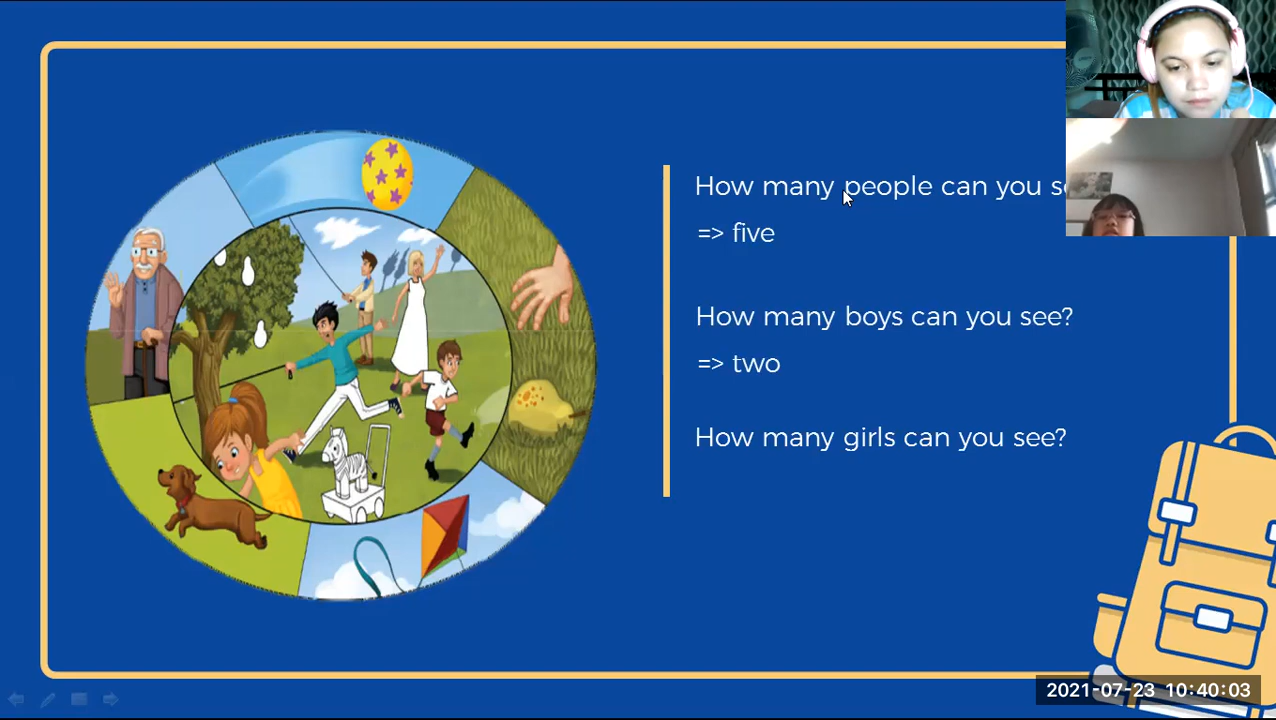 How many people can you
=> five
How many boys can you see?
=> two
How many girls can you see?
2021-07-23 10:40:03